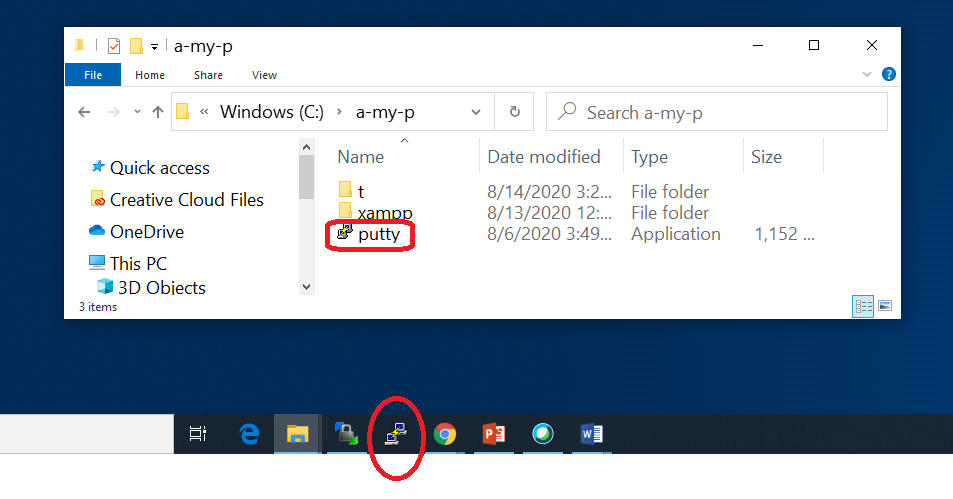 a-my-p
File Home Share View
« Windows (C:) › a-my-p
Search a-my-p
Name Date modified Type Size
Quick access
Creative Cloud Files
OneDrive
This PC
3D Objects
t 8/14/2020 3:2... File folder
xampp 8/13/2020 12:... File folder
putty 8/6/2020 3:49... Application 1,152 ...
3 items